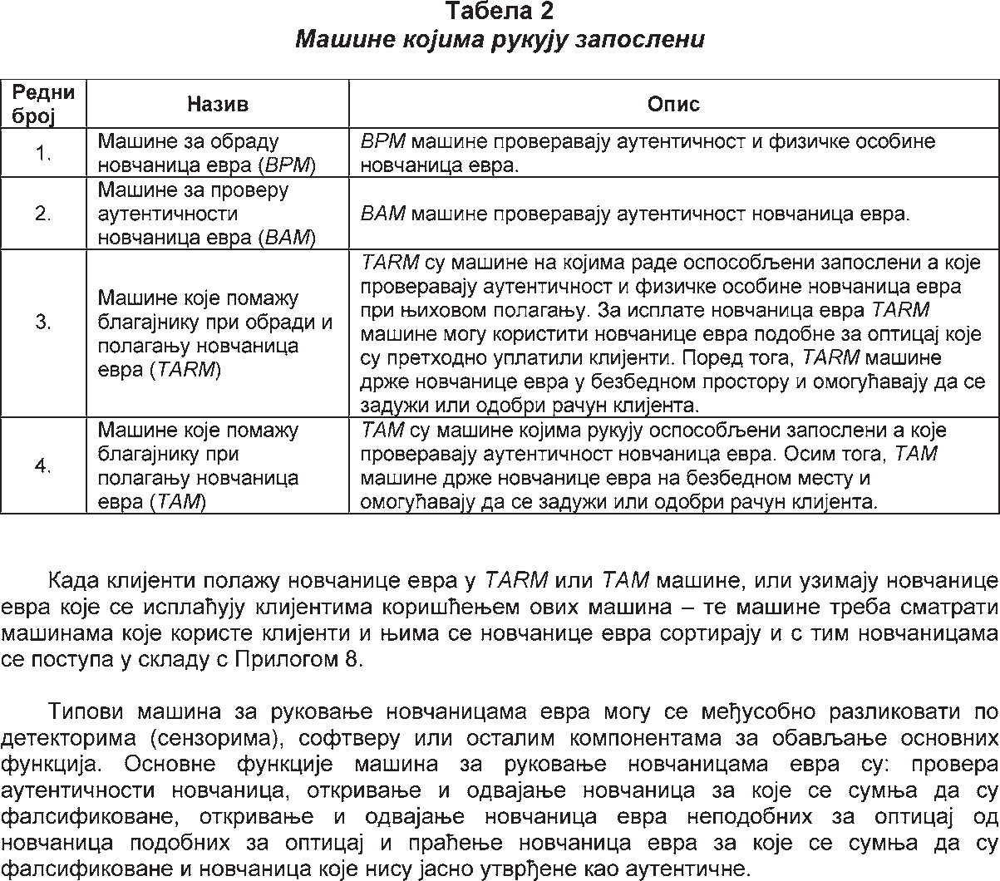 Табела 2
Машине којима рукују запослени
Редни број
Назив
Опис
1.
Машине за обраду
новчаница евра (BPM)
BPM машине проверавају аутентичност и физичке особине
новчаница евра.
2.
Машине за проверу
аутентичности
новчаница евра (BAM)
BAM машине проверавају аутентичност новчаница евра.
3.
Машине које помажу
благајнику при обради и
полагању новчаница
евра (TARM)
TARM су машине на којима раде оспособљени запослени а које
проверавају аутентичност и физичке особине новчаница евра
при њиховом полагању. За исплате новчаница евра TARM
машине могу користити новчанице евра подобне за оптицај које
су претходно уплатили клијенти. Поред тога, TARM машине
држе новчанице евра у безбедном простору и омогућавају да се
задужи или одобри рачун клијента.
4.
Машине које помажу
благајнику при
полагању новчаница
евра (TAM)
TAM су машине којима рукују оспособљени запослени а које
проверавају аутентичност новчаница евра. Осим тога, TAM
машине држе новчанице евра на безбедном месту и
омогућавају да се задужи или одобри рачун клијента.
Када клијенти полажу новчанице евра у TARM или TAM машине, или узимају новчанице
евра које се исплаћују клијентима коришћењем ових машина – те машине треба сматрати
машинама које користе клијенти и њима се новчанице евра сортирају и с тим новчаницама
се поступа у складу с Прилогом 8.
Типови машина за руковање новчаницама евра могу се међусобно разликовати по
детекторима (сензорима), софтверу или осталим компонентама за обављање основних
функција. Основне функције машина за руковање новчаницама евра су: провера
аутентичности новчаница, откривање и одвајање новчаница за које се сумња да су
фалсификоване, откривање и одвајање новчаница евра неподобних за оптицај од
новчаница подобних за оптицај и праћење новчаница евра за које се сумња да су
фалсификоване и новчаница које нису јасно утврђене као аутентичне.